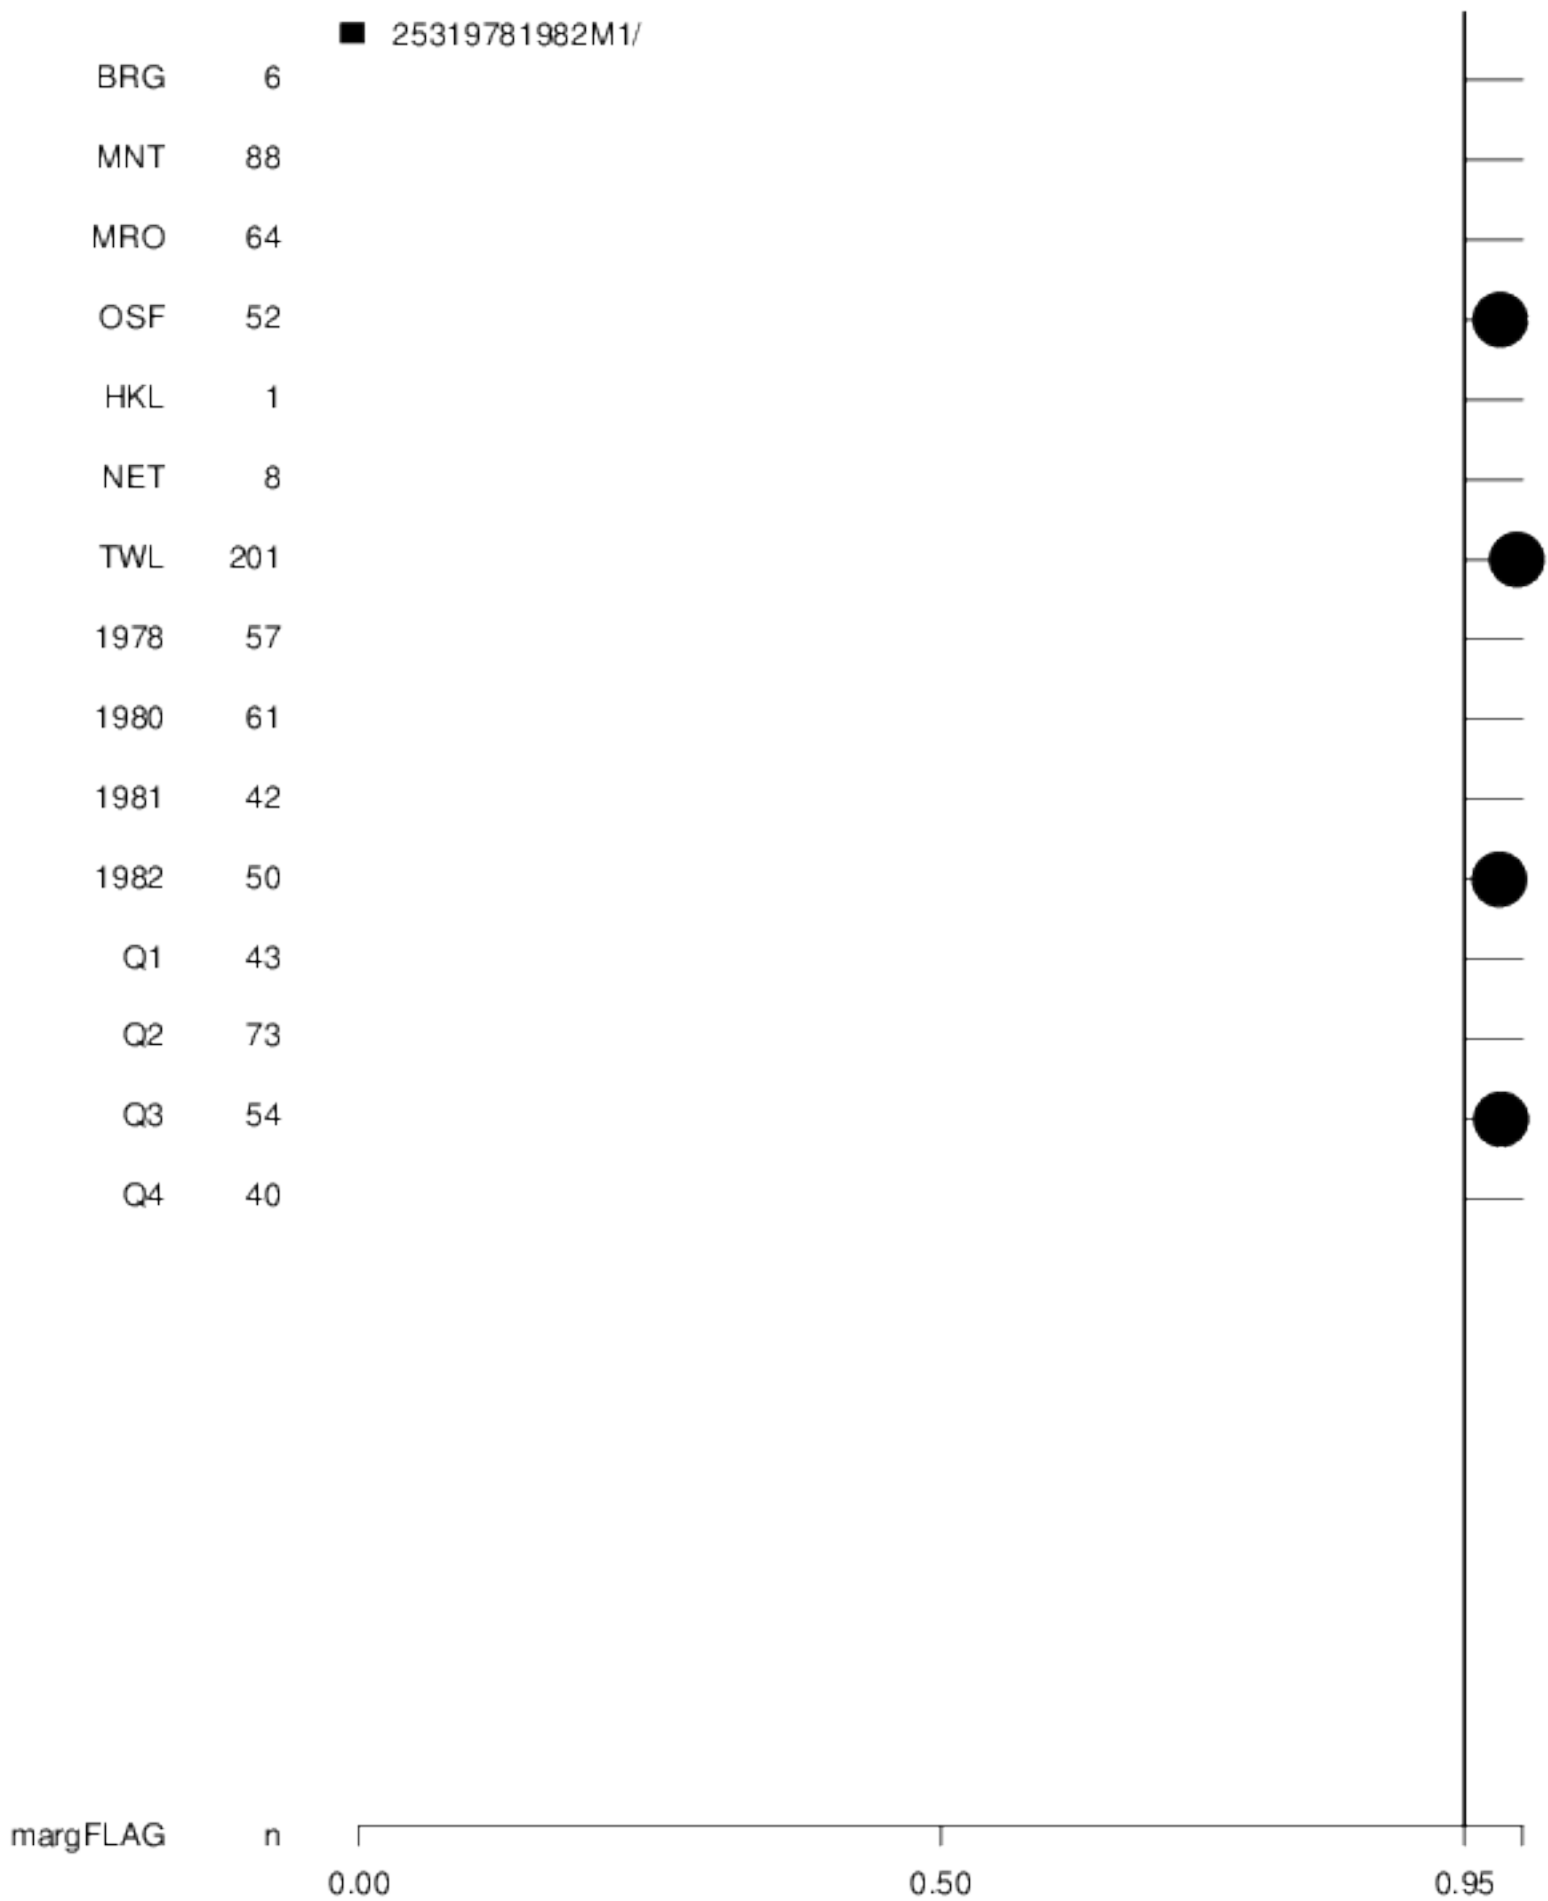 25319781982M1/
BRG 6
MNT 88
MRO 64
OSF 52
HKL 1
NET 8
TWL 201
1978 57
1980 61
1981 42
1982 50
Q1 43
Q2 73
Q3 54
Q4 40
margFLAG n
0.00 0.50 0.95